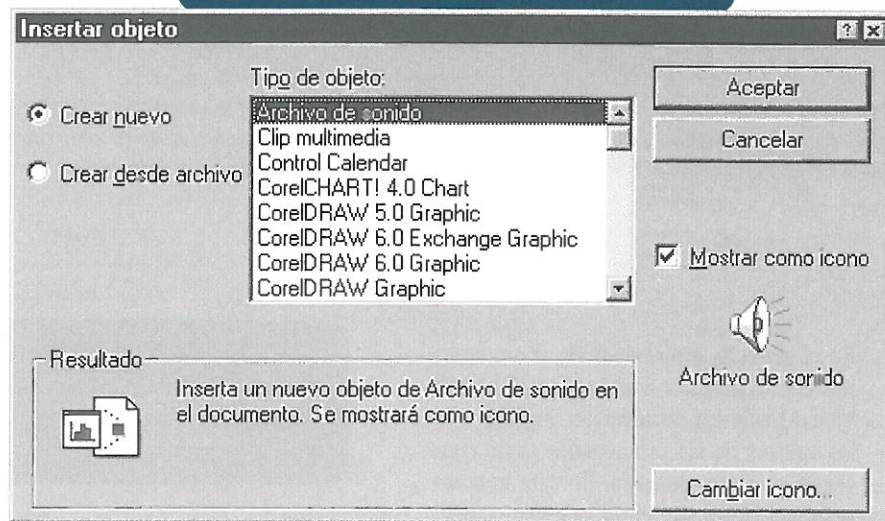 Insertar objeto
Crear nuevo
Crear desde archivo
Tipo de objeto:
Archivo de sonido
Clip multimedia
Control Calendar
CorelCHART! 4.0 Chart
CorelDRAW 5.0 Graphic
CorelDRAW 6.0 Exchange Graphic
CorelDRAW 6.0 Graphic
CorelDRAW Graphic
Aceptar
Cancelar
Mostrar como icono
Archivo de sonido
Resultado
Inserta un nuevo objeto de Archivo de sonido en
el documento. Se mostrará como icono.
Cambiar icono...